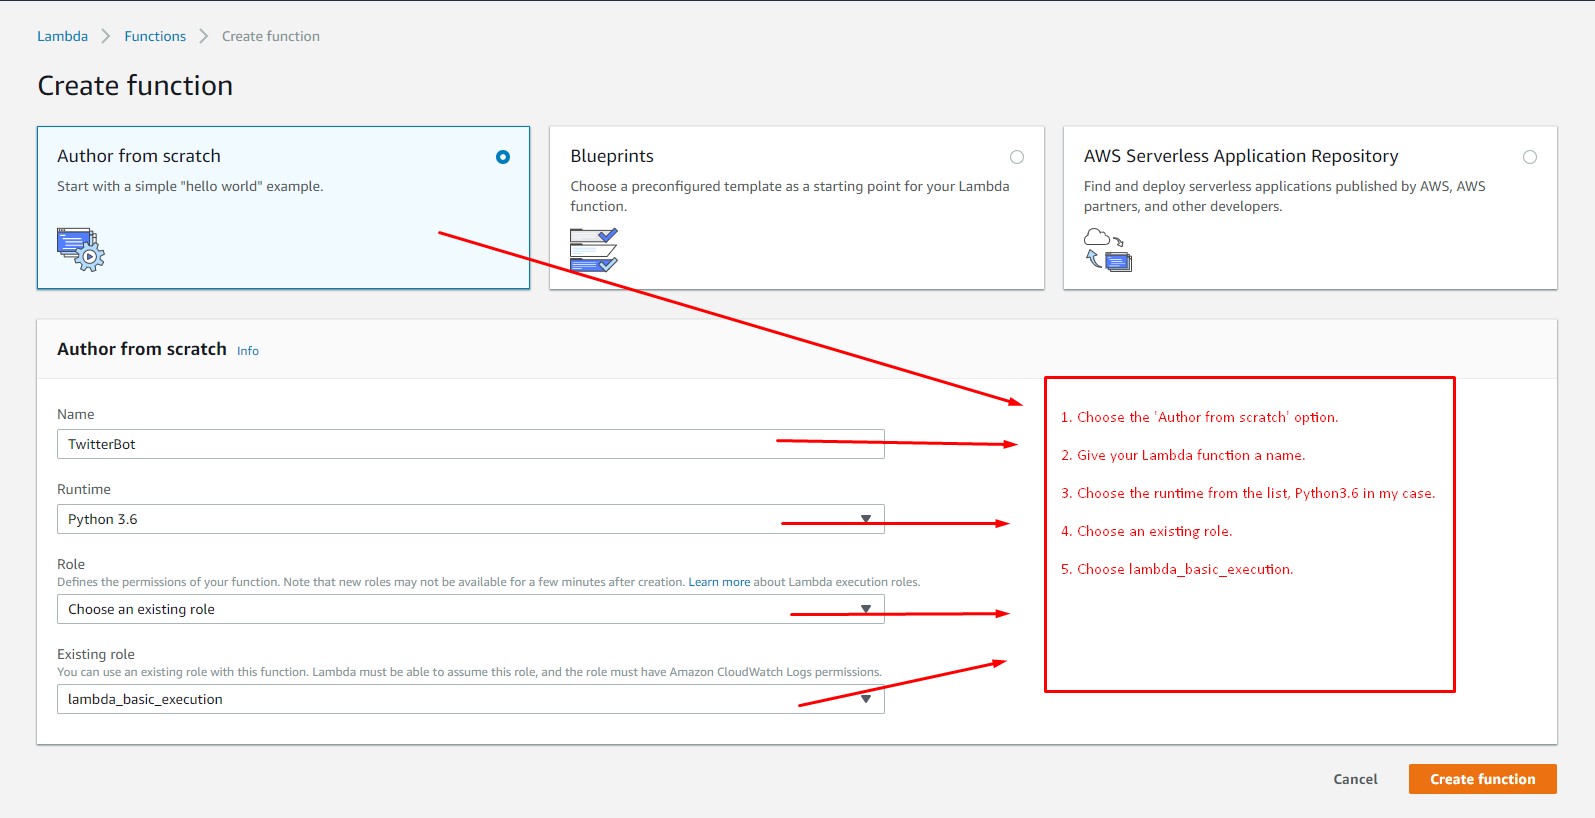 Lambda > Functions > Create function
Create function
Author from scratch
Start with a simple "hello world" example.
Blueprints
Choose a preconfigured template as a starting point for your Lambda
function.
AWS Serverless Application Repository
Find and deploy serverless applications published by AWS, AWS
partners, and other developers.
Author from scratch Info
Name
TwitterBot
Runtime
Python 3.6
Role
Defines the permissions of your function. Note that new roles may not be available for a few minutes after creation. Learn more about Lambda execution roles.
Choose an existing role
Existing role
You can use an existing role with this function. Lambda must be able to assume this role, and the role must have Amazon CloudWatch Logs permissions.
lambda_basic_execution
1. Choose the 'Author from scratch' option.
2. Give your Lambda function a name.
3. Choose the runtime from the list, Python3.6 in my case.
4. Choose an existing role.
5. Choose lambda_basic_execution.
Cancel
Create function